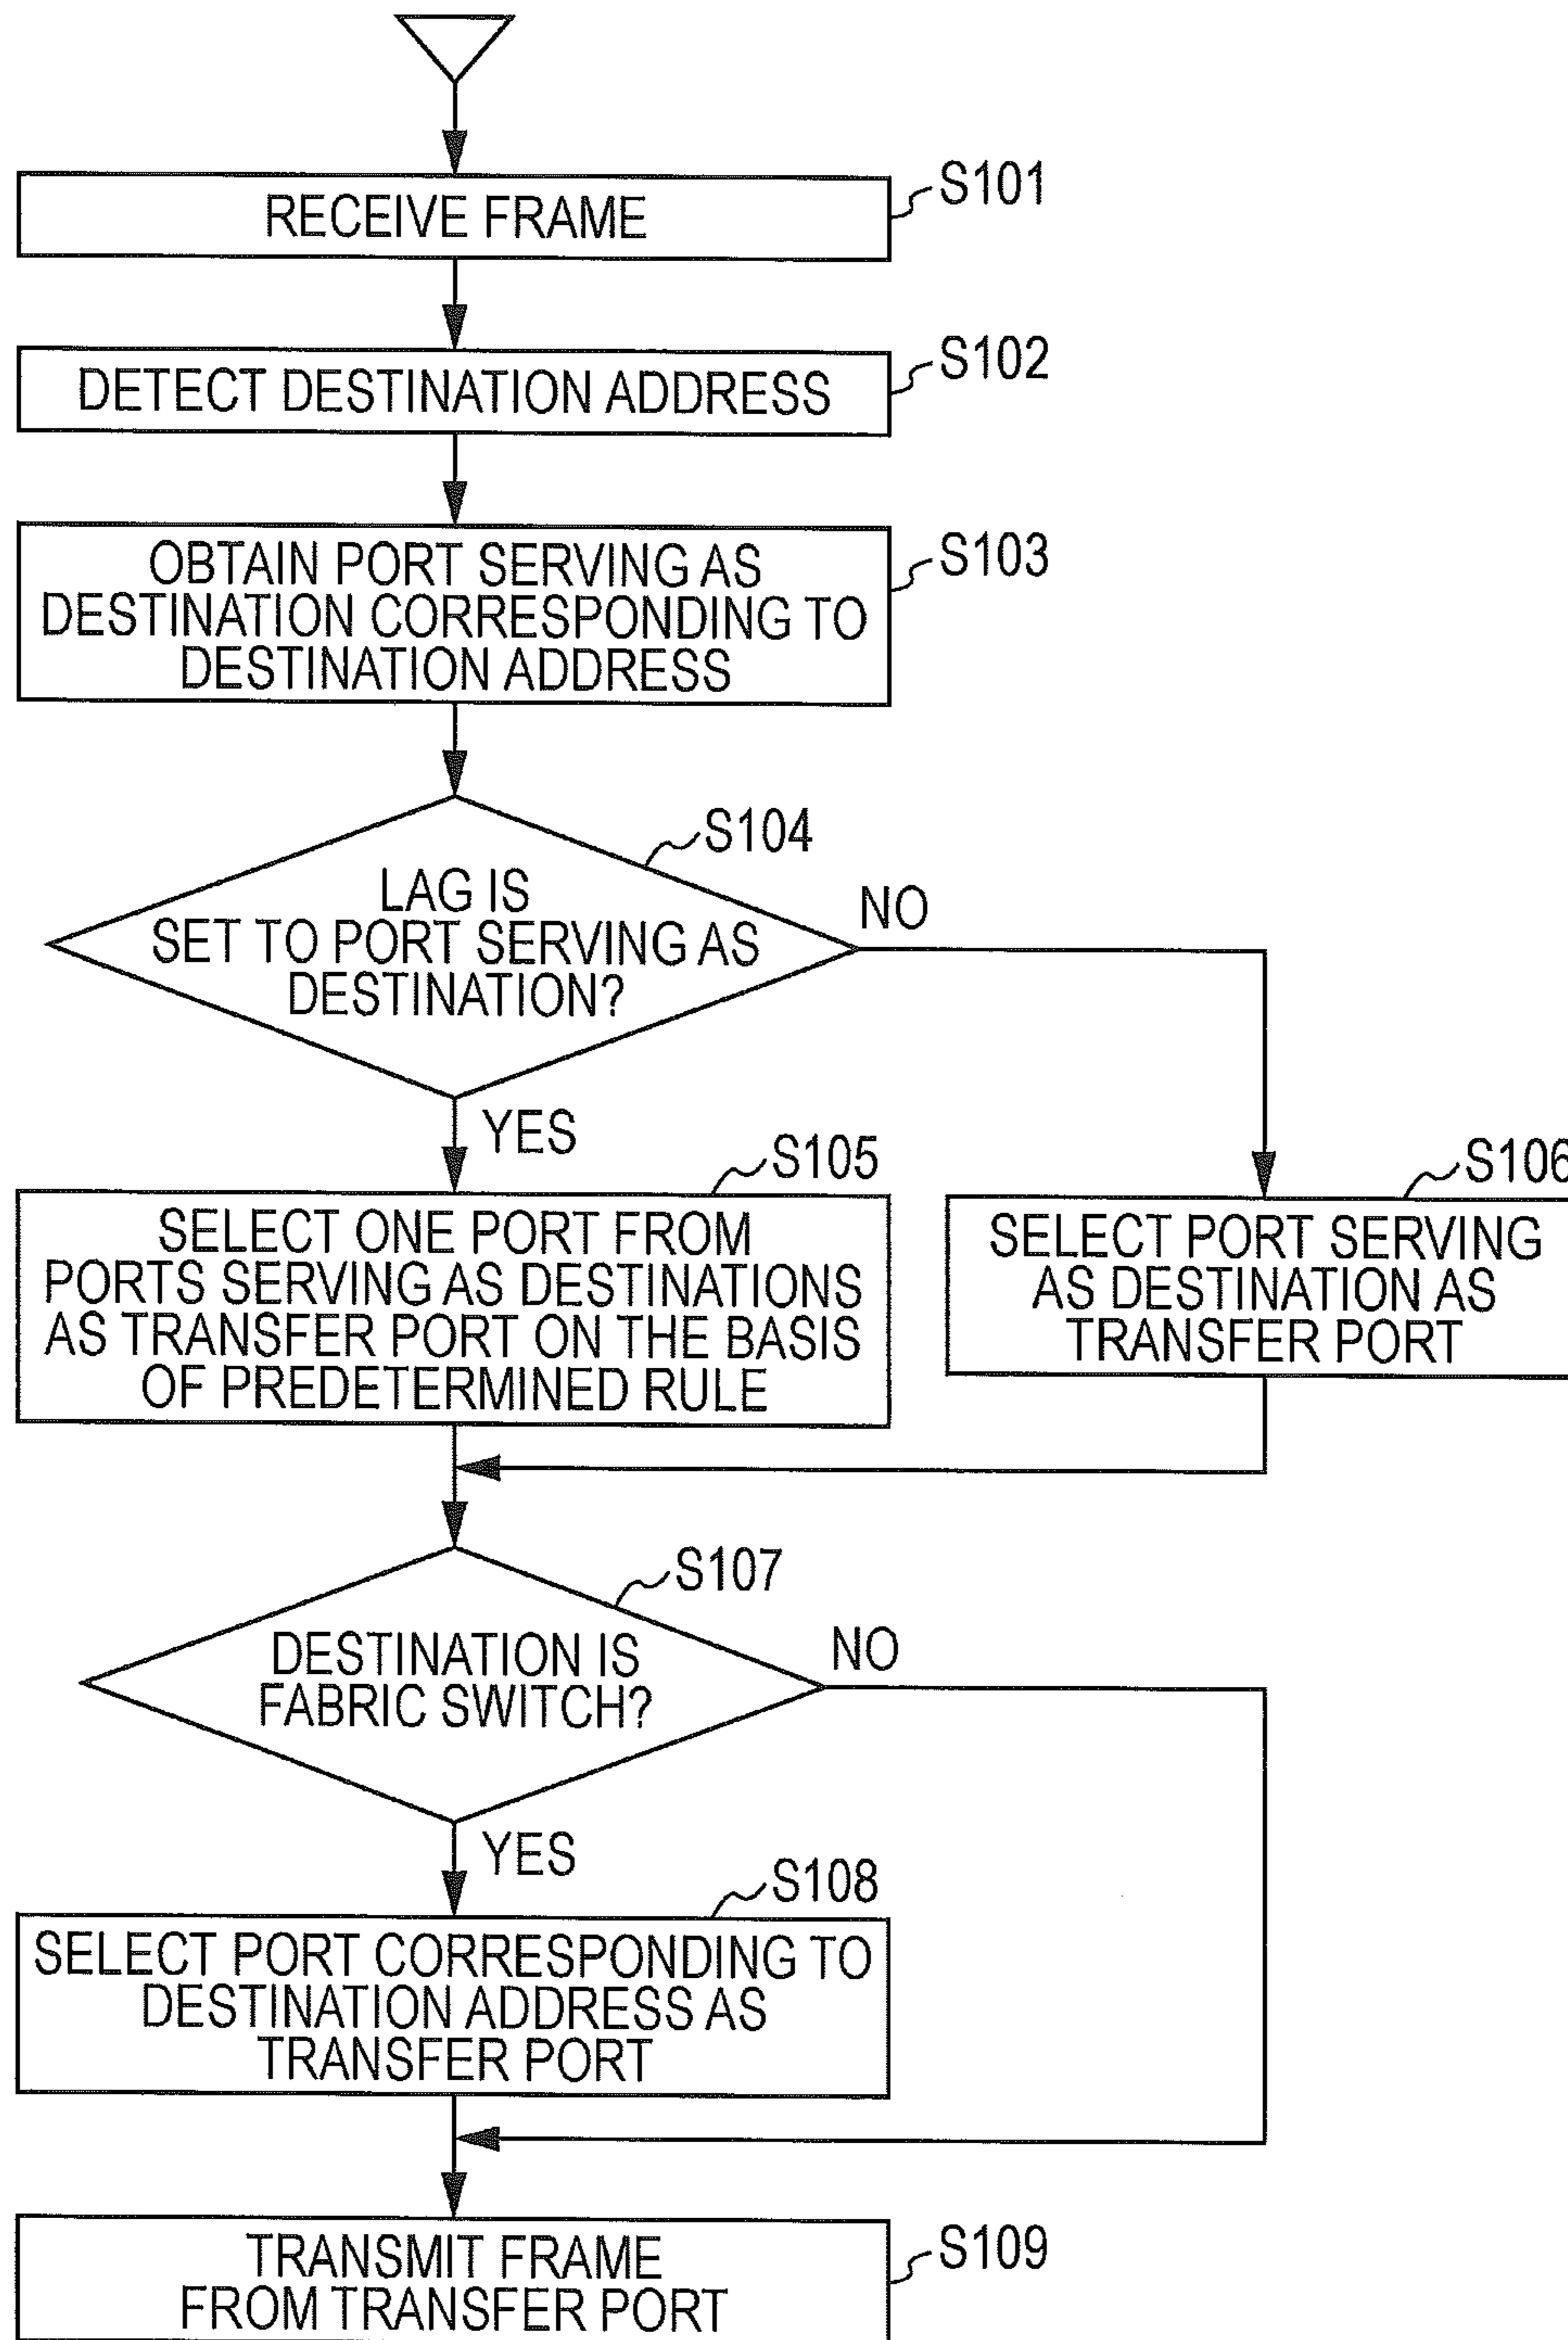 S101
RECEIVE FRAME
S102
DETECT DESTINATION ADDRESS
S103
OBTAIN PORT SERVING AS
DESTINATION CORRESPONDING TO
DESTINATION ADDRESS
S104
LAG IS
SET TO PORT SERVING AS
DESTINATION?
NO
YES
S105
SELECT ONE PORT FROM
PORTS SERVING AS DESTINATIONS
AS TRANSFER PORT ON THE BASIS
OF PREDETERMINED RULE
S106
SELECT PORT SERVING
AS DESTINATION AS
TRANSFER PORT
S107
DESTINATION IS
FABRIC SWITCH?
NO
YES
S108
SELECT PORT CORRESPONDING TO
DESTINATION ADDRESS AS
TRANSFER PORT
S109
TRANSMIT FRAME
FROM TRANSFER PORT